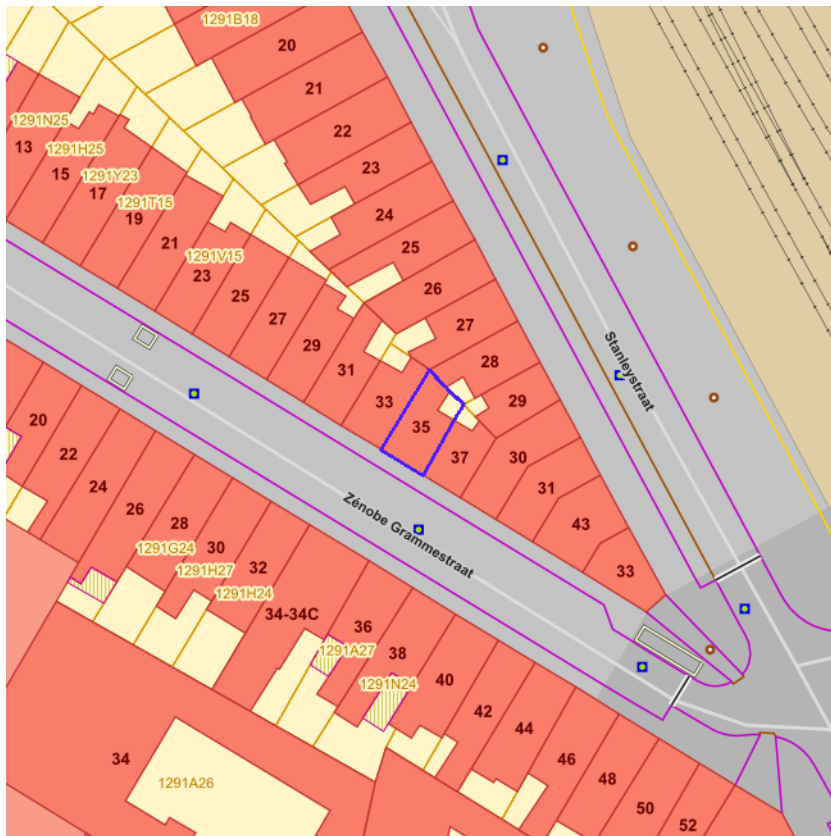 1291B18
20
21
22
23
24
25
26
27
28
29
30
31
43
33
1291N25
13
1291H25
15
1291Y23
17
1291T15
19
21
1291V15
23
25
27
29
31
33
35
37
Stanleystraat
Zénobe Grammestraat
20
22
24
26
28
1291G24
30
1291H27
32
1291H24
34-34C
36
1291A27
38
1291N24
40
42
44
46
48
50
52
34
1291A26